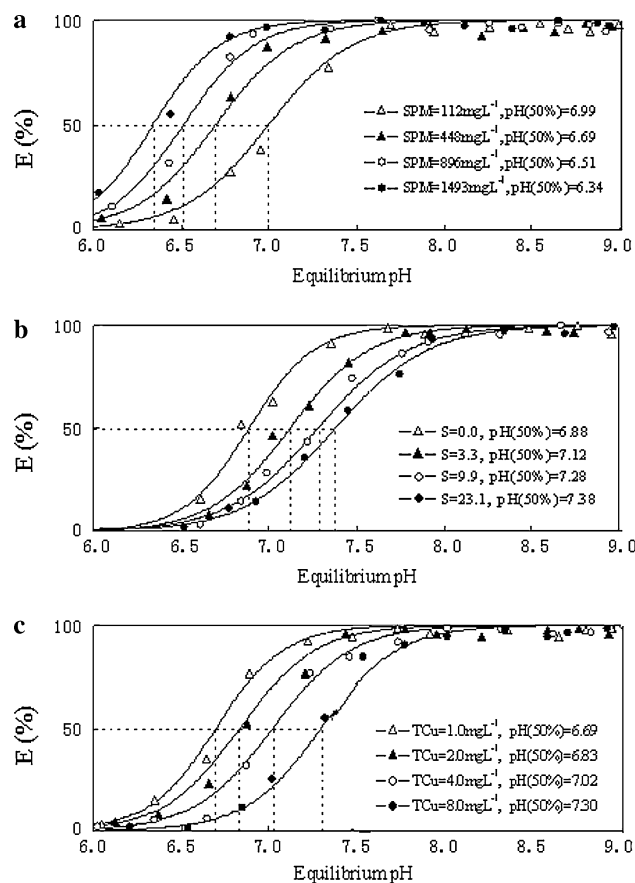 a
100
E (%)
50
0
SPM=112mgL⁻¹,pH(50%)=6.99
SPM=448mgL⁻¹,pH(50%)=6.69
SPM=896mgL⁻¹,pH(50%)=6.51
SPM=1493mgL⁻¹,pH(50%)=6.34
6.0 6.5 7.0 7.5 8.0 8.5 9.0
Equilibrium pH
b
100
E (%)
50
0
S=0.0, pH(50%)=6.88
S=3.3, pH(50%)=7.12
S=9.9, pH(50%)=7.28
S=23.1, pH(50%)=7.38
6.0 6.5 7.0 7.5 8.0 8.5 9.0
Equilibrium pH
c
100
E (%)
50
0
TCu=1.0mgL⁻¹, pH(50%)=6.69
TCu=2.0mgL⁻¹, pH(50%)=6.83
TCu=4.0mgL⁻¹, pH(50%)=7.02
TCu=8.0mgL⁻¹, pH(50%)=7.30
6.0 6.5 7.0 7.5 8.0 8.5 9.0
Equilibrium pH